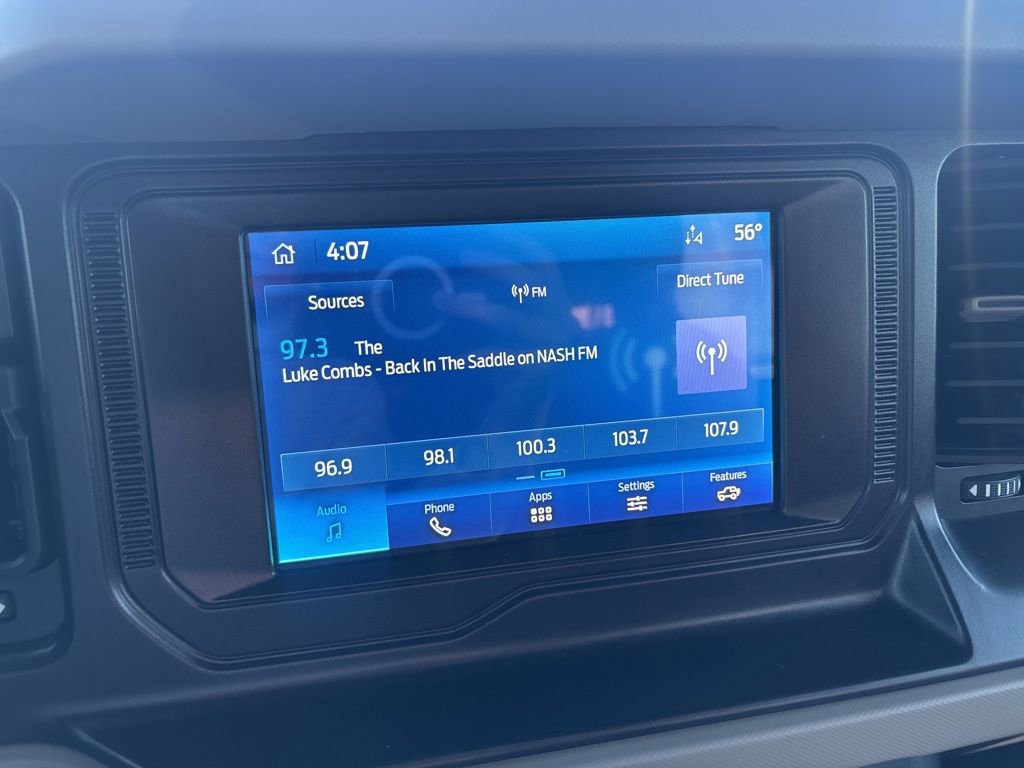 4:07
56°
Sources
FM
Direct Tune
97.3 The
Luke Combs - Back In The Saddle on NASH FM
96.9 98.1 100.3 103.7 107.9
Audio Phone Apps Settings Features